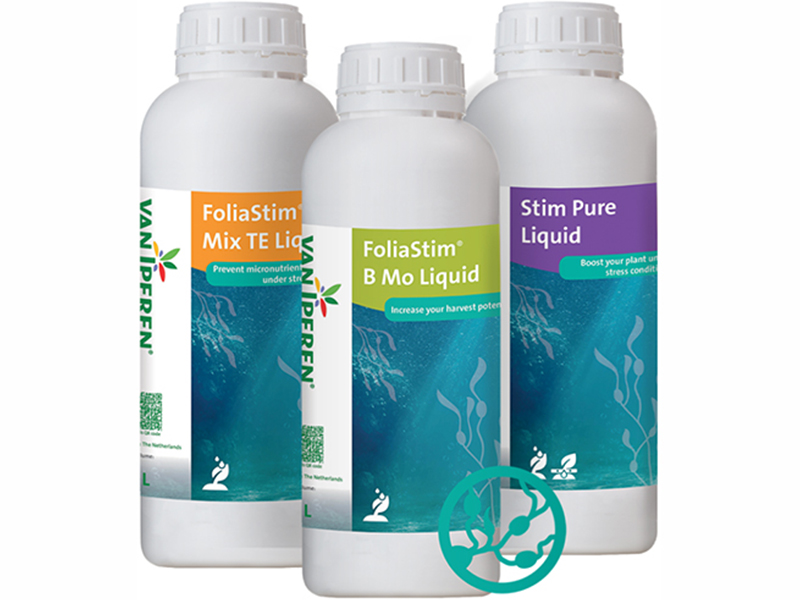 FoliaStim®
Mix TE Liq
Prevent micronutrien
under str
VAN IPEREN®
The Netherlands
L
FoliaStim®
B Mo Liquid
Increase your harvest poten
VAN IPEREN®
The Netherlands
L
Stim Pure
Liquid
Boost your plant un
stress conditi